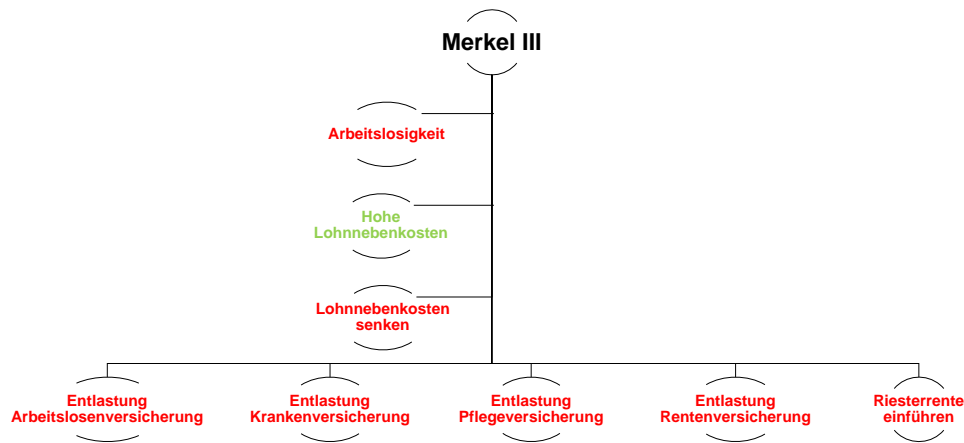 Merkel III
Arbeitslosigkeit
Hohe
Lohnnebenkosten
Lohnnebenkosten
senken
Entlastung
Arbeitslosenversicherung
Entlastung
Krankenversicherung
Entlastung
Pflegeversicherung
Entlastung
Rentenversicherung
Riesterrente
einführen